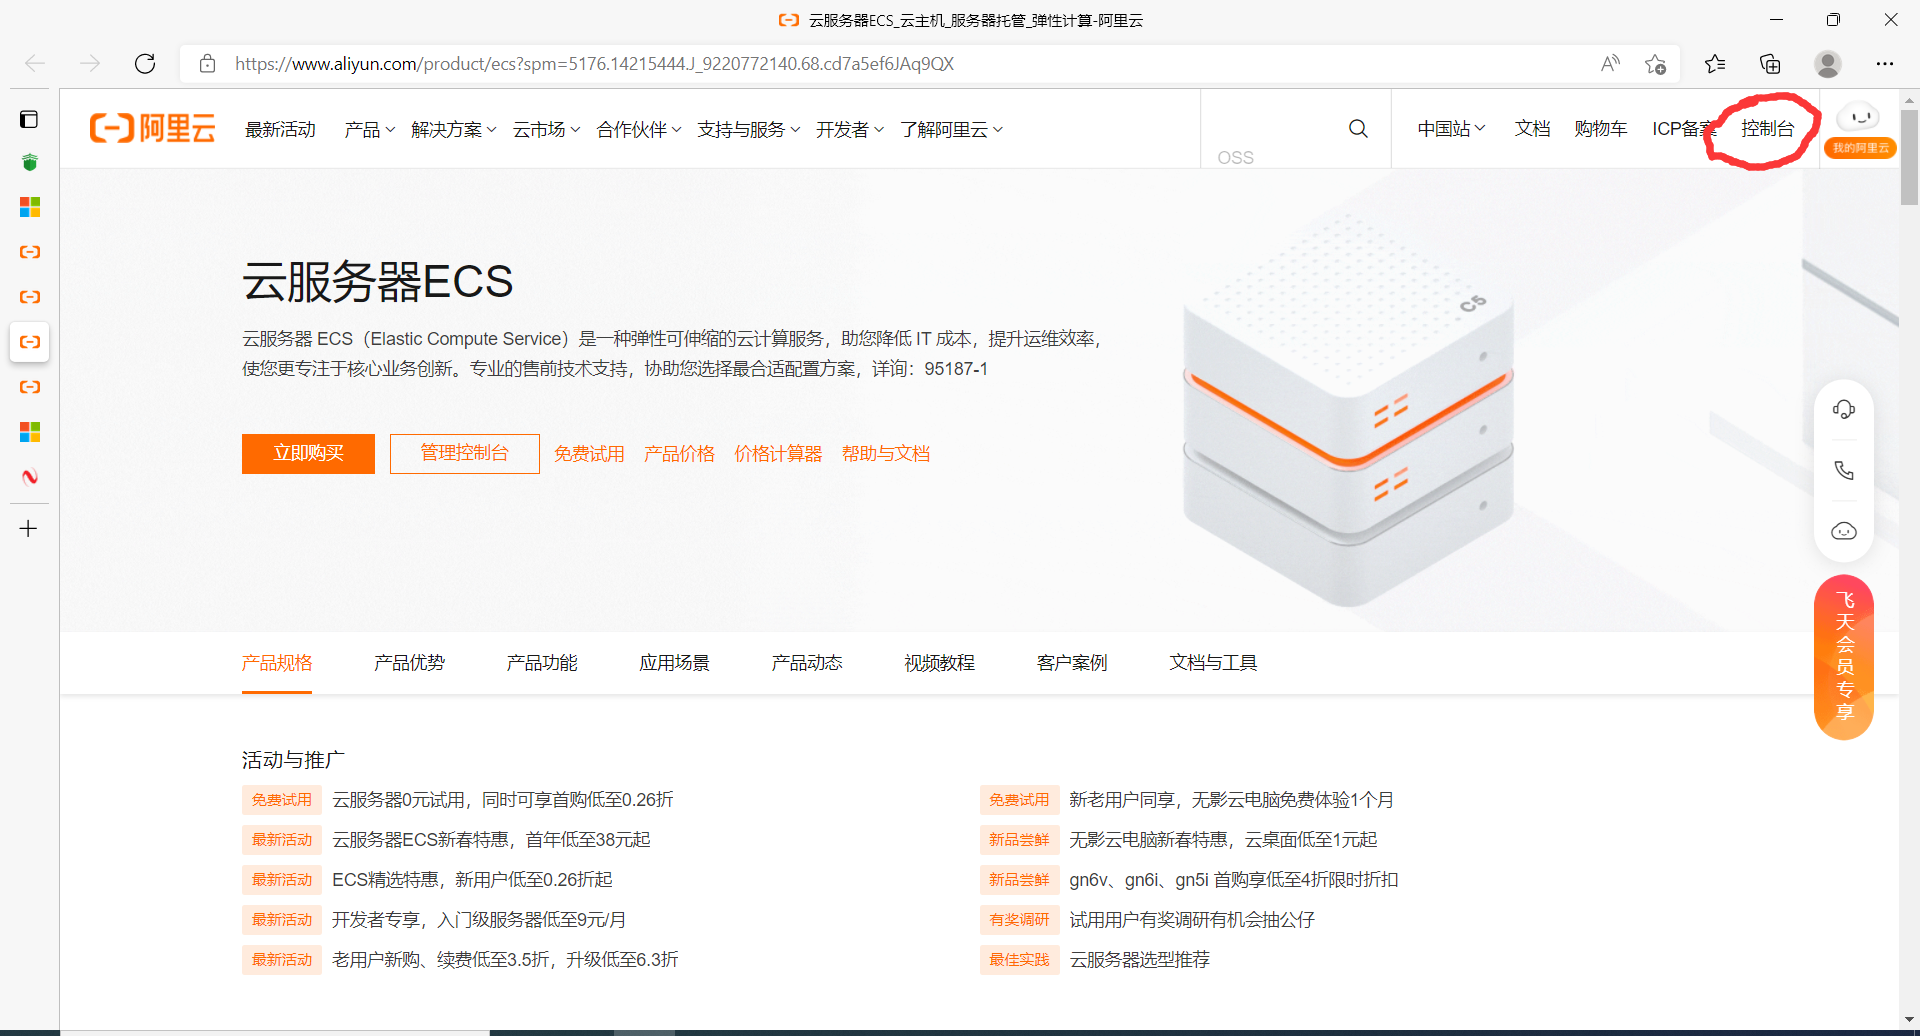 云服务器ECS_云主机_服务器托管_弹性计算-阿里云
https://www.aliyun.com/product/ecs?spm=5176.14215444.J_9220772140.68.cd7a5ef6JAq9QX
阿里云 最新活动 产品 解决方案 云市场 合作伙伴 支持与服务 开发者 了解阿里云 OSS 中国站 文档 购物车 ICP备案 控制台
我的阿里云
云服务器ECS
C5
云服务器 ECS（Elastic Compute Service）是一种弹性可伸缩的云计算服务，助您降低 IT 成本，提升运维效率，
使您更专注于核心业务创新。专业的售前技术支持，协助您选择最合适配置方案，详询：95187-1
立即购买 管理控制台 免费试用 产品价格 价格计算器 帮助与文档
飞天会员专享
产品规格 产品优势 产品功能 应用场景 产品动态 视频教程 客户案例 文档与工具
活动与推广
免费试用 云服务器0元试用，同时可享首购低至0.26折
免费试用 新老用户同享，无影云电脑免费体验1个月
最新活动 云服务器ECS新春特惠，首年低至38元起
新品尝鲜 无影云电脑新春特惠，云桌面低至1元起
最新活动 ECS精选特惠，新用户低至0.26折起
新品尝鲜 gn6v、gn6i、gn5i 首购享低至4折限时折扣
最新活动 开发者专享，入门级服务器低至9元/月
有奖调研 试用用户有奖调研有机会抽公仔
最新活动 老用户新购、续费低至3.5折，升级低至6.3折
最佳实践 云服务器选型推荐